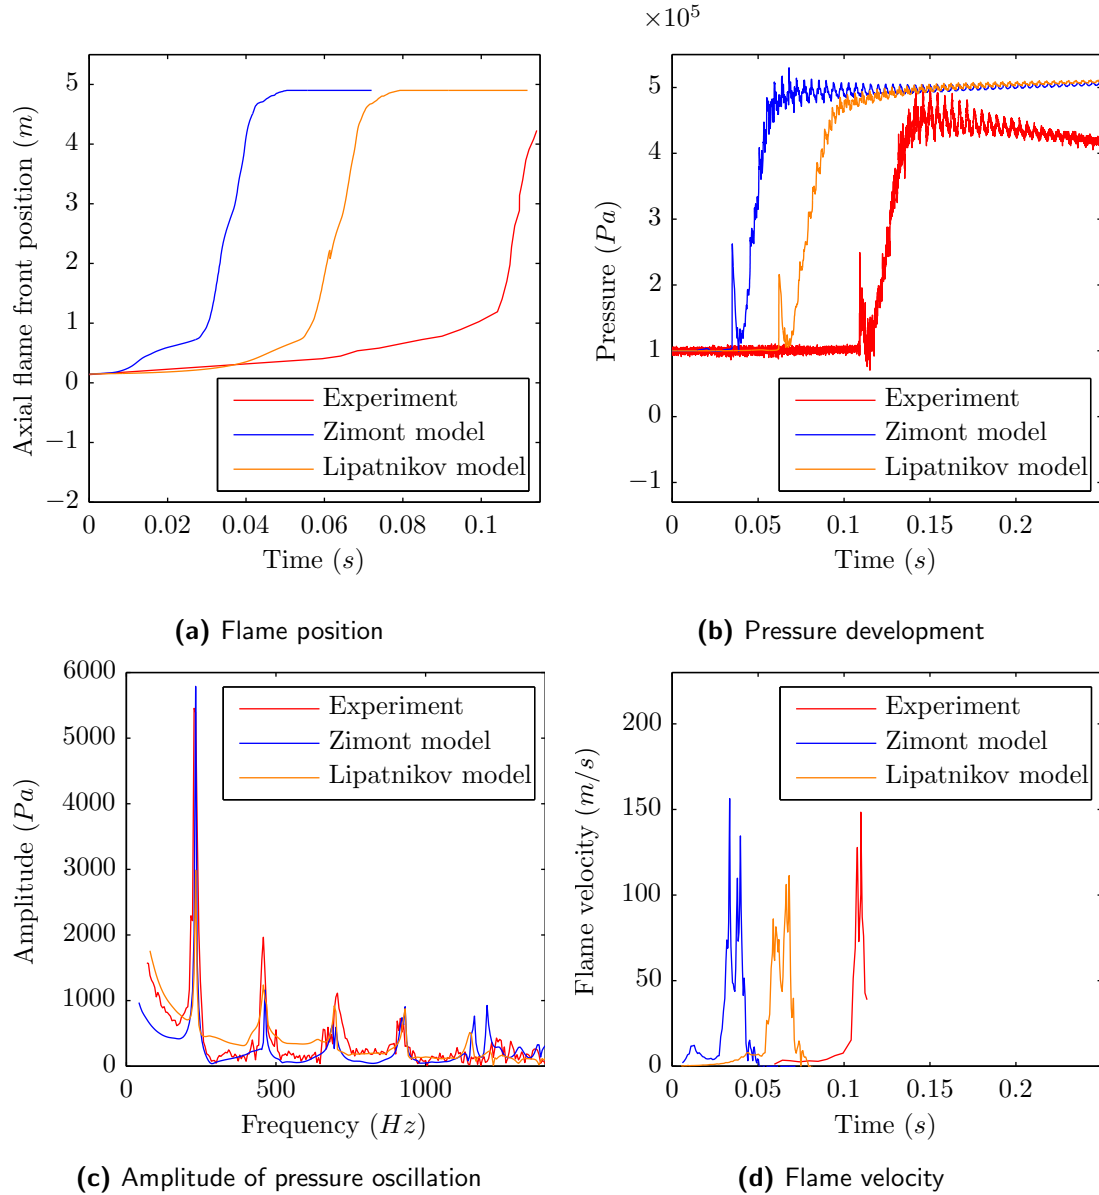 ×10⁵
5
4
3
2
1
0
−1
−2
Axial flame front position (m)
0
0.02
0.04
0.06
0.08
0.1
Time (s)
Experiment
Zimont model
Lipatnikov model
(a) Flame position
5
4
3
2
1
0
−1
Pressure (Pa)
0
0.05
0.1
0.15
0.2
Time (s)
Experiment
Zimont model
Lipatnikov model
(b) Pressure development
6000
5000
4000
3000
2000
1000
0
Amplitude (Pa)
0
500
1000
Frequency (Hz)
Experiment
Zimont model
Lipatnikov model
(c) Amplitude of pressure oscillation
200
150
100
50
0
Flame velocity (m/s)
0
0.05
0.1
0.15
0.2
Time (s)
Experiment
Zimont model
Lipatnikov model
(d) Flame velocity